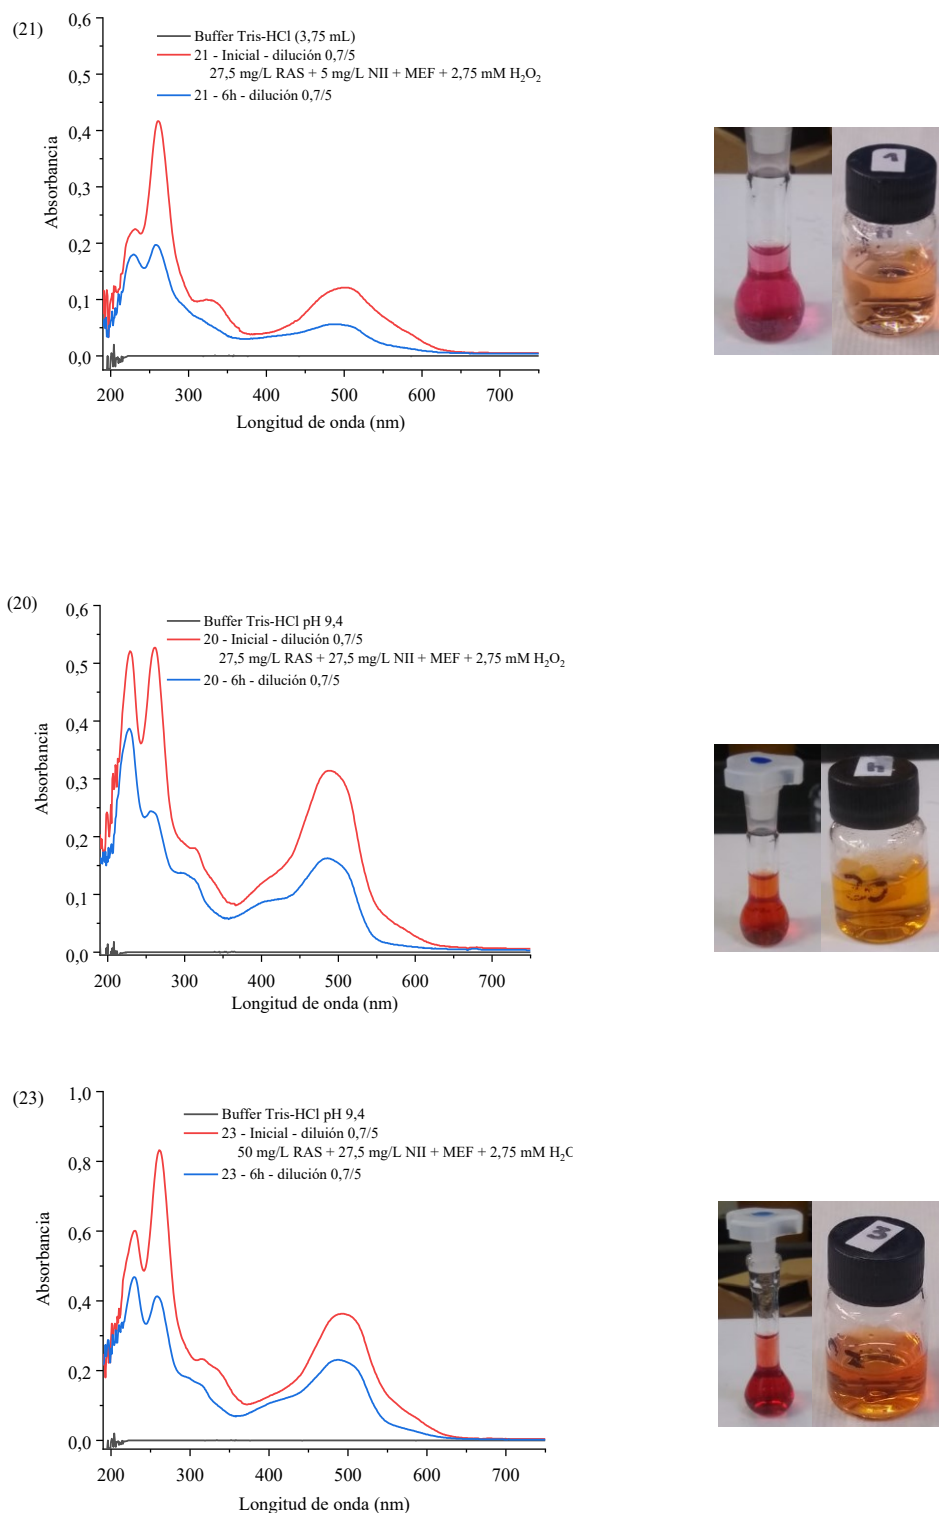 (21)
0,6
0,5
0,4
0,3
0,2
0,1
0,0
Absorbancia
Buffer Tris-HCl (3,75 mL)
21 - Inicial - dilución 0,7/5
27,5 mg/L RAS + 5 mg/L NII + MEF + 2,75 mM H₂O₂
21 - 6h - dilución 0,7/5
200 300 400 500 600 700
Longitud de onda (nm)
(20)
0,6
0,5
0,4
0,3
0,2
0,1
0,0
Absorbancia
Buffer Tris-HCl pH 9,4
20 - Inicial - dilución 0,7/5
27,5 mg/L RAS + 27,5 mg/L NII + MEF + 2,75 mM H₂O₂
20 - 6h - dilución 0,7/5
200 300 400 500 600 700
Longitud de onda (nm)
(23)
1,0
0,8
0,6
0,4
0,2
0,0
Absorbancia
Buffer Tris-HCl pH 9,4
23 - Inicial - diluión 0,7/5
50 mg/L RAS + 27,5 mg/L NII + MEF + 2,75 mM H₂O
23 - 6h - dilución 0,7/5
200 300 400 500 600 700
Longitud de onda (nm)
3